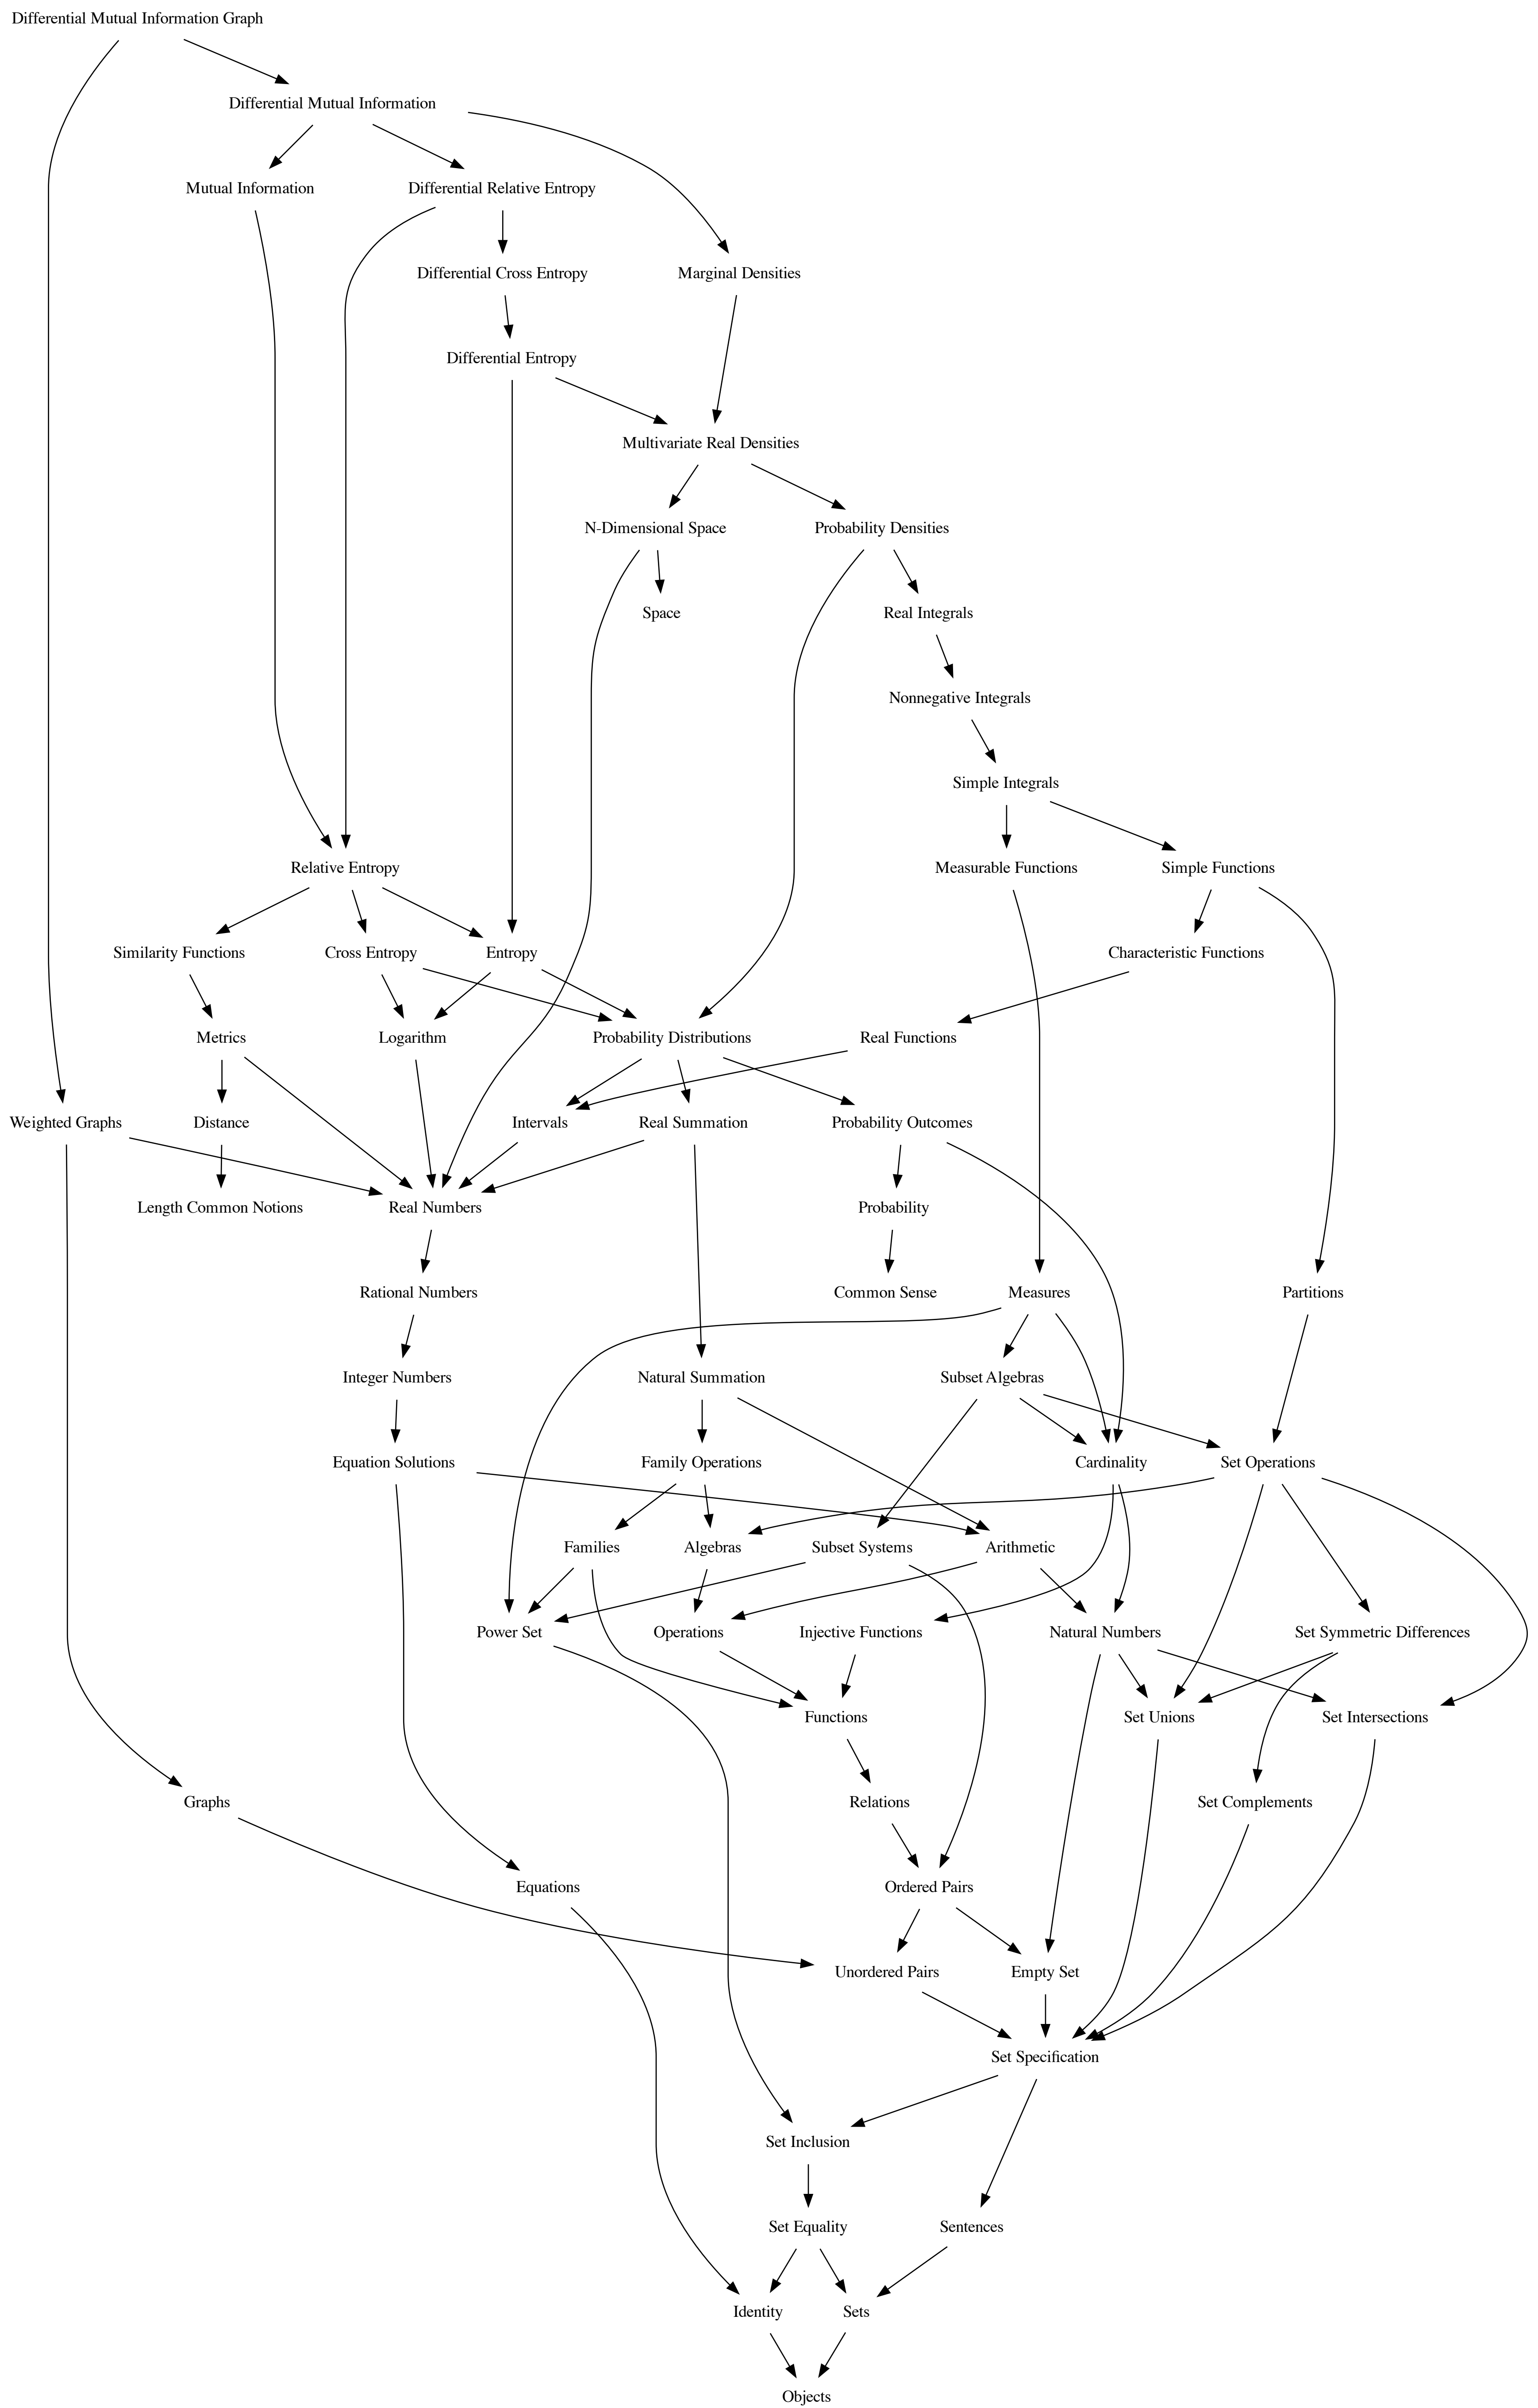 Differential Mutual Information Graph
Differential Mutual Information
Mutual Information
Differential Relative Entropy
Differential Cross Entropy
Marginal Densities
Differential Entropy
Multivariate Real Densities
N-Dimensional Space
Probability Densities
Space
Real Integrals
Nonnegative Integrals
Simple Integrals
Relative Entropy
Measurable Functions
Simple Functions
Similarity Functions
Cross Entropy
Entropy
Characteristic Functions
Metrics
Logarithm
Probability Distributions
Real Functions
Weighted Graphs
Distance
Intervals
Real Summation
Probability Outcomes
Length Common Notions
Real Numbers
Probability
Rational Numbers
Common Sense
Measures
Partitions
Integer Numbers
Natural Summation
Subset Algebras
Equation Solutions
Family Operations
Cardinality
Set Operations
Families
Algebras
Subset Systems
Arithmetic
Power Set
Operations
Injective Functions
Natural Numbers
Set Symmetric Differences
Functions
Set Unions
Set Intersections
Graphs
Relations
Set Complements
Equations
Ordered Pairs
Unordered Pairs
Empty Set
Set Specification
Set Inclusion
Set Equality
Sentences
Identity
Sets
Objects